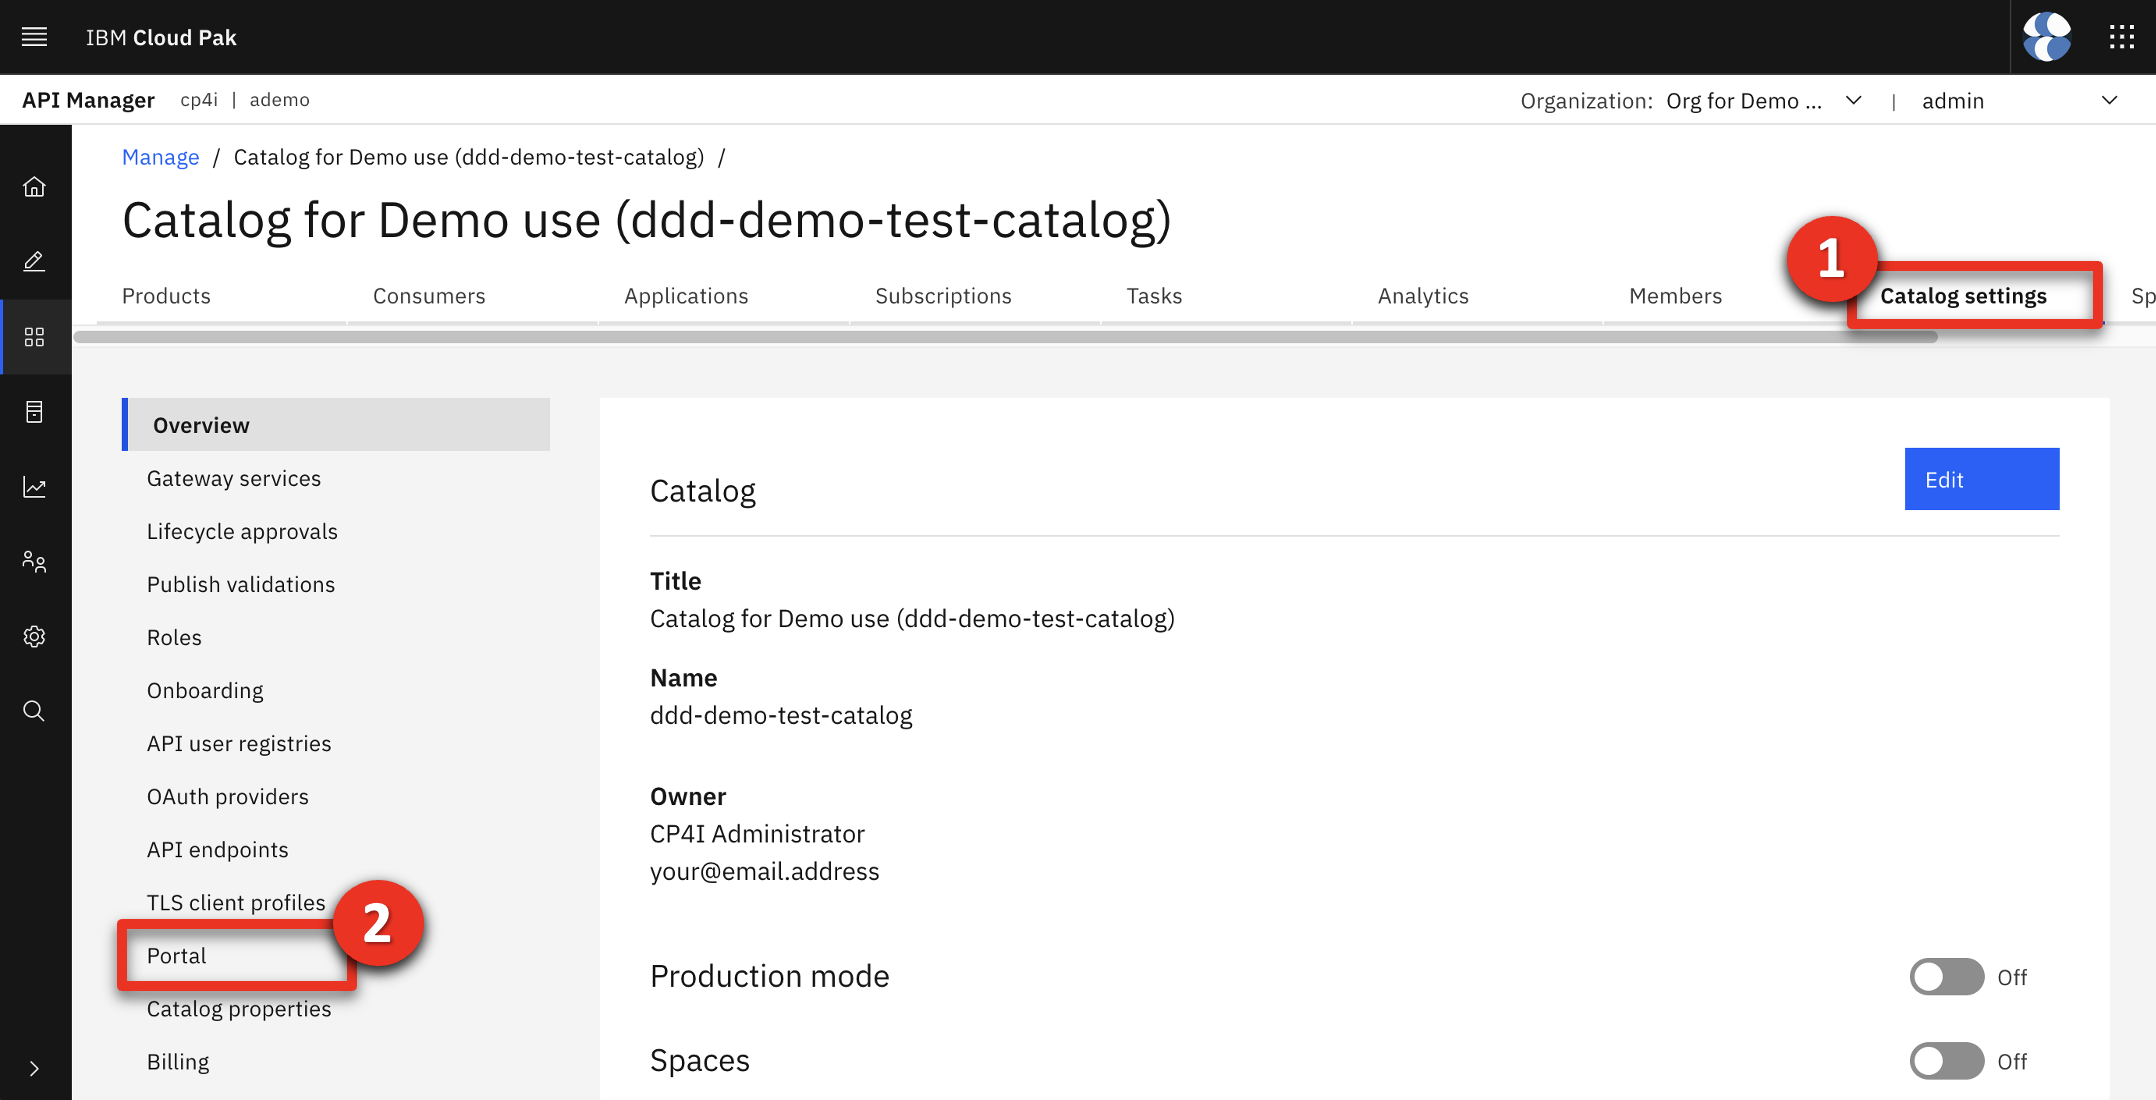 IBM Cloud Pak
API Manager cp4i | ademo Organization: Org for Demo ... | admin
Manage / Catalog for Demo use (ddd-demo-test-catalog) /
Catalog for Demo use (ddd-demo-test-catalog)
1
Products Consumers Applications Subscriptions Tasks Analytics Members Catalog settings Sp
Overview
Gateway services
Lifecycle approvals
Publish validations
Roles
Onboarding
API user registries
OAuth providers
API endpoints
TLS client profiles
2
Portal
Catalog properties
Billing
Catalog
Edit
Title
Catalog for Demo use (ddd-demo-test-catalog)
Name
ddd-demo-test-catalog
Owner
CP4I Administrator
your@email.address
Production mode Off
Spaces Off